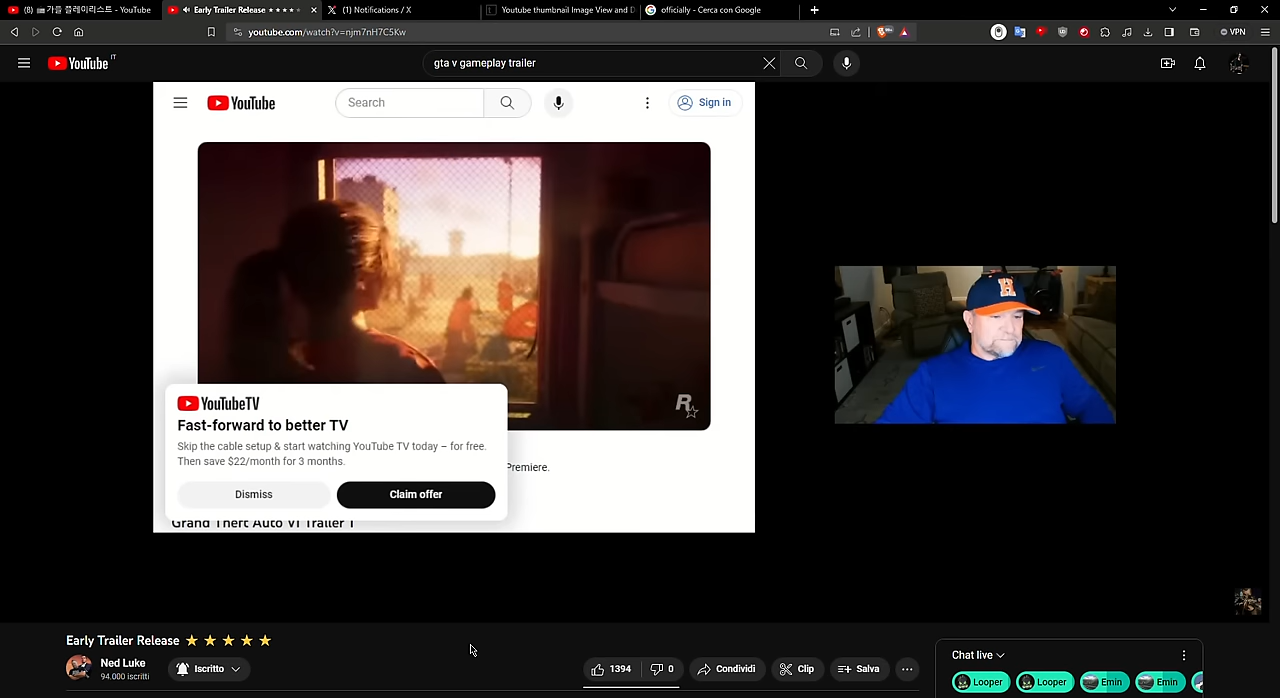 (8) 가을 플레이리스트 - YouTube
Early Trailer Release ★ ★ ★ ★
(1) Notifications / X
Youtube thumbnail Image View and D
officially - Cerca con Google
youtube.com/watch?v=njm7nH7C5Kw
VPN
YouTube IT
gta v gameplay trailer
YouTube
Search
Sign in
R
YouTubeTV
Fast-forward to better TV
Skip the cable setup & start watching YouTube TV today – for free.
Then save $22/month for 3 months.
Premiere.
Dismiss
Claim offer
Grand Theft Auto VI Trailer 1
H
Early Trailer Release ★ ★ ★ ★ ★
Ned Luke
94.000 iscritti
Iscritto
1394
0
Condividi
Clip
Salva
Chat live
Looper
Looper
Emin
Emin